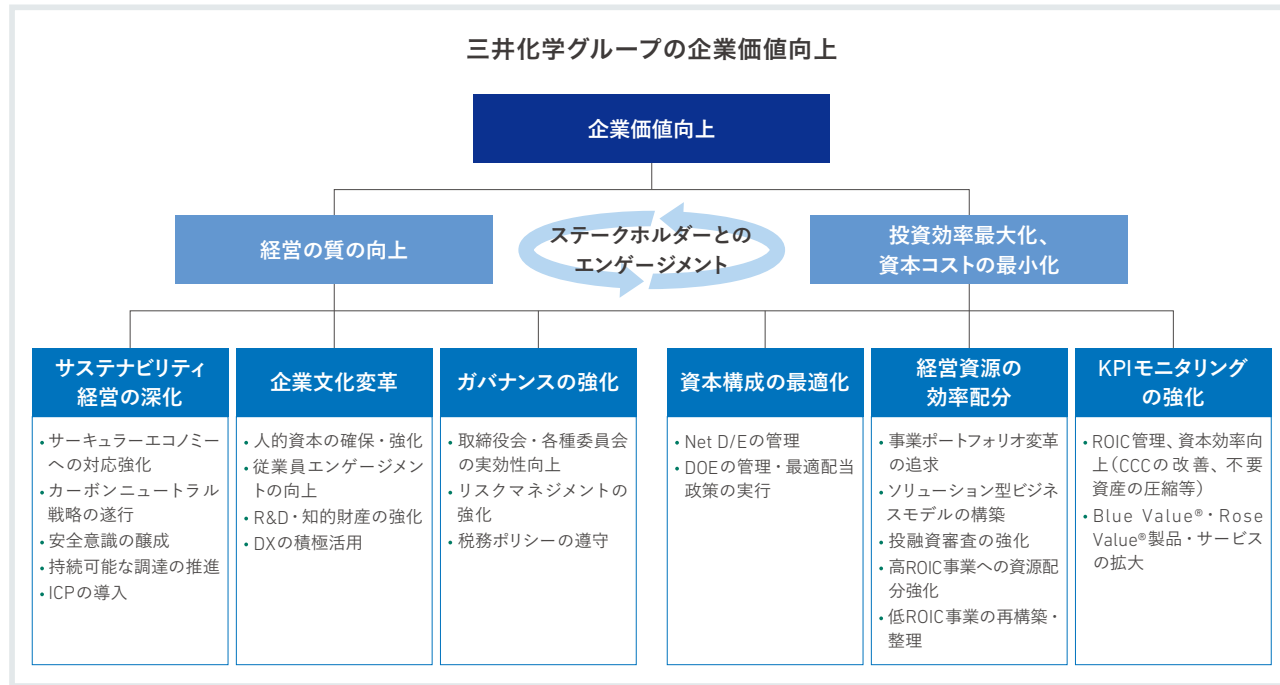 三井化学グループの企業価値向上
企業価値向上
経営の質の向上
ステークホルダーとの
エンゲージメント
投資効率最大化、
資本コストの最小化
サステナビリティ
経営の深化
・サーキュラーエコノミー
への対応強化
・カーボンニュートラル
戦略の遂行
・安全意識の醸成
・持続可能な調達の推進
・ICPの導入
企業文化変革
・人的資本の確保・強化
・従業員エンゲージメン
トの向上
・R&D・知的財産の強化
・DXの積極活用
ガバナンスの強化
・取締役会・各種委員会
の実効性向上
・リスクマネジメントの
強化
・税務ポリシーの遵守
資本構成の最適化
・Net D/Eの管理
・DOEの管理・最適配当
政策の実行
経営資源の
効率配分
・事業ポートフォリオ変革
の追求
・ソリューション型ビジネ
スモデルの構築
・投融資審査の強化
・高ROIC事業への資源配
分強化
・低ROIC事業の再構築・
整理
KPIモニタリング
の強化
・ROIC管理、資本効率向
上(CCCの改善、不要
資産の圧縮等)
・Blue Value®・Rose
Value®製品・サービス
の拡大